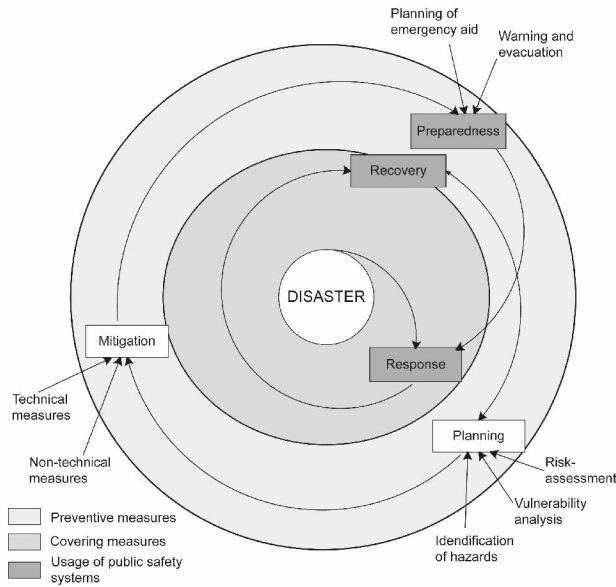 Planning of
emergency aid
Warning and
evacuation
Preparedness
Recovery
DISASTER
Mitigation
Response
Technical
measures
Planning
Non-technical
measures
Risk-
assessment
Vulnerability
analysis
Idendification
of hazards
Preventive measures
Covering measures
Usage of public safety
systems